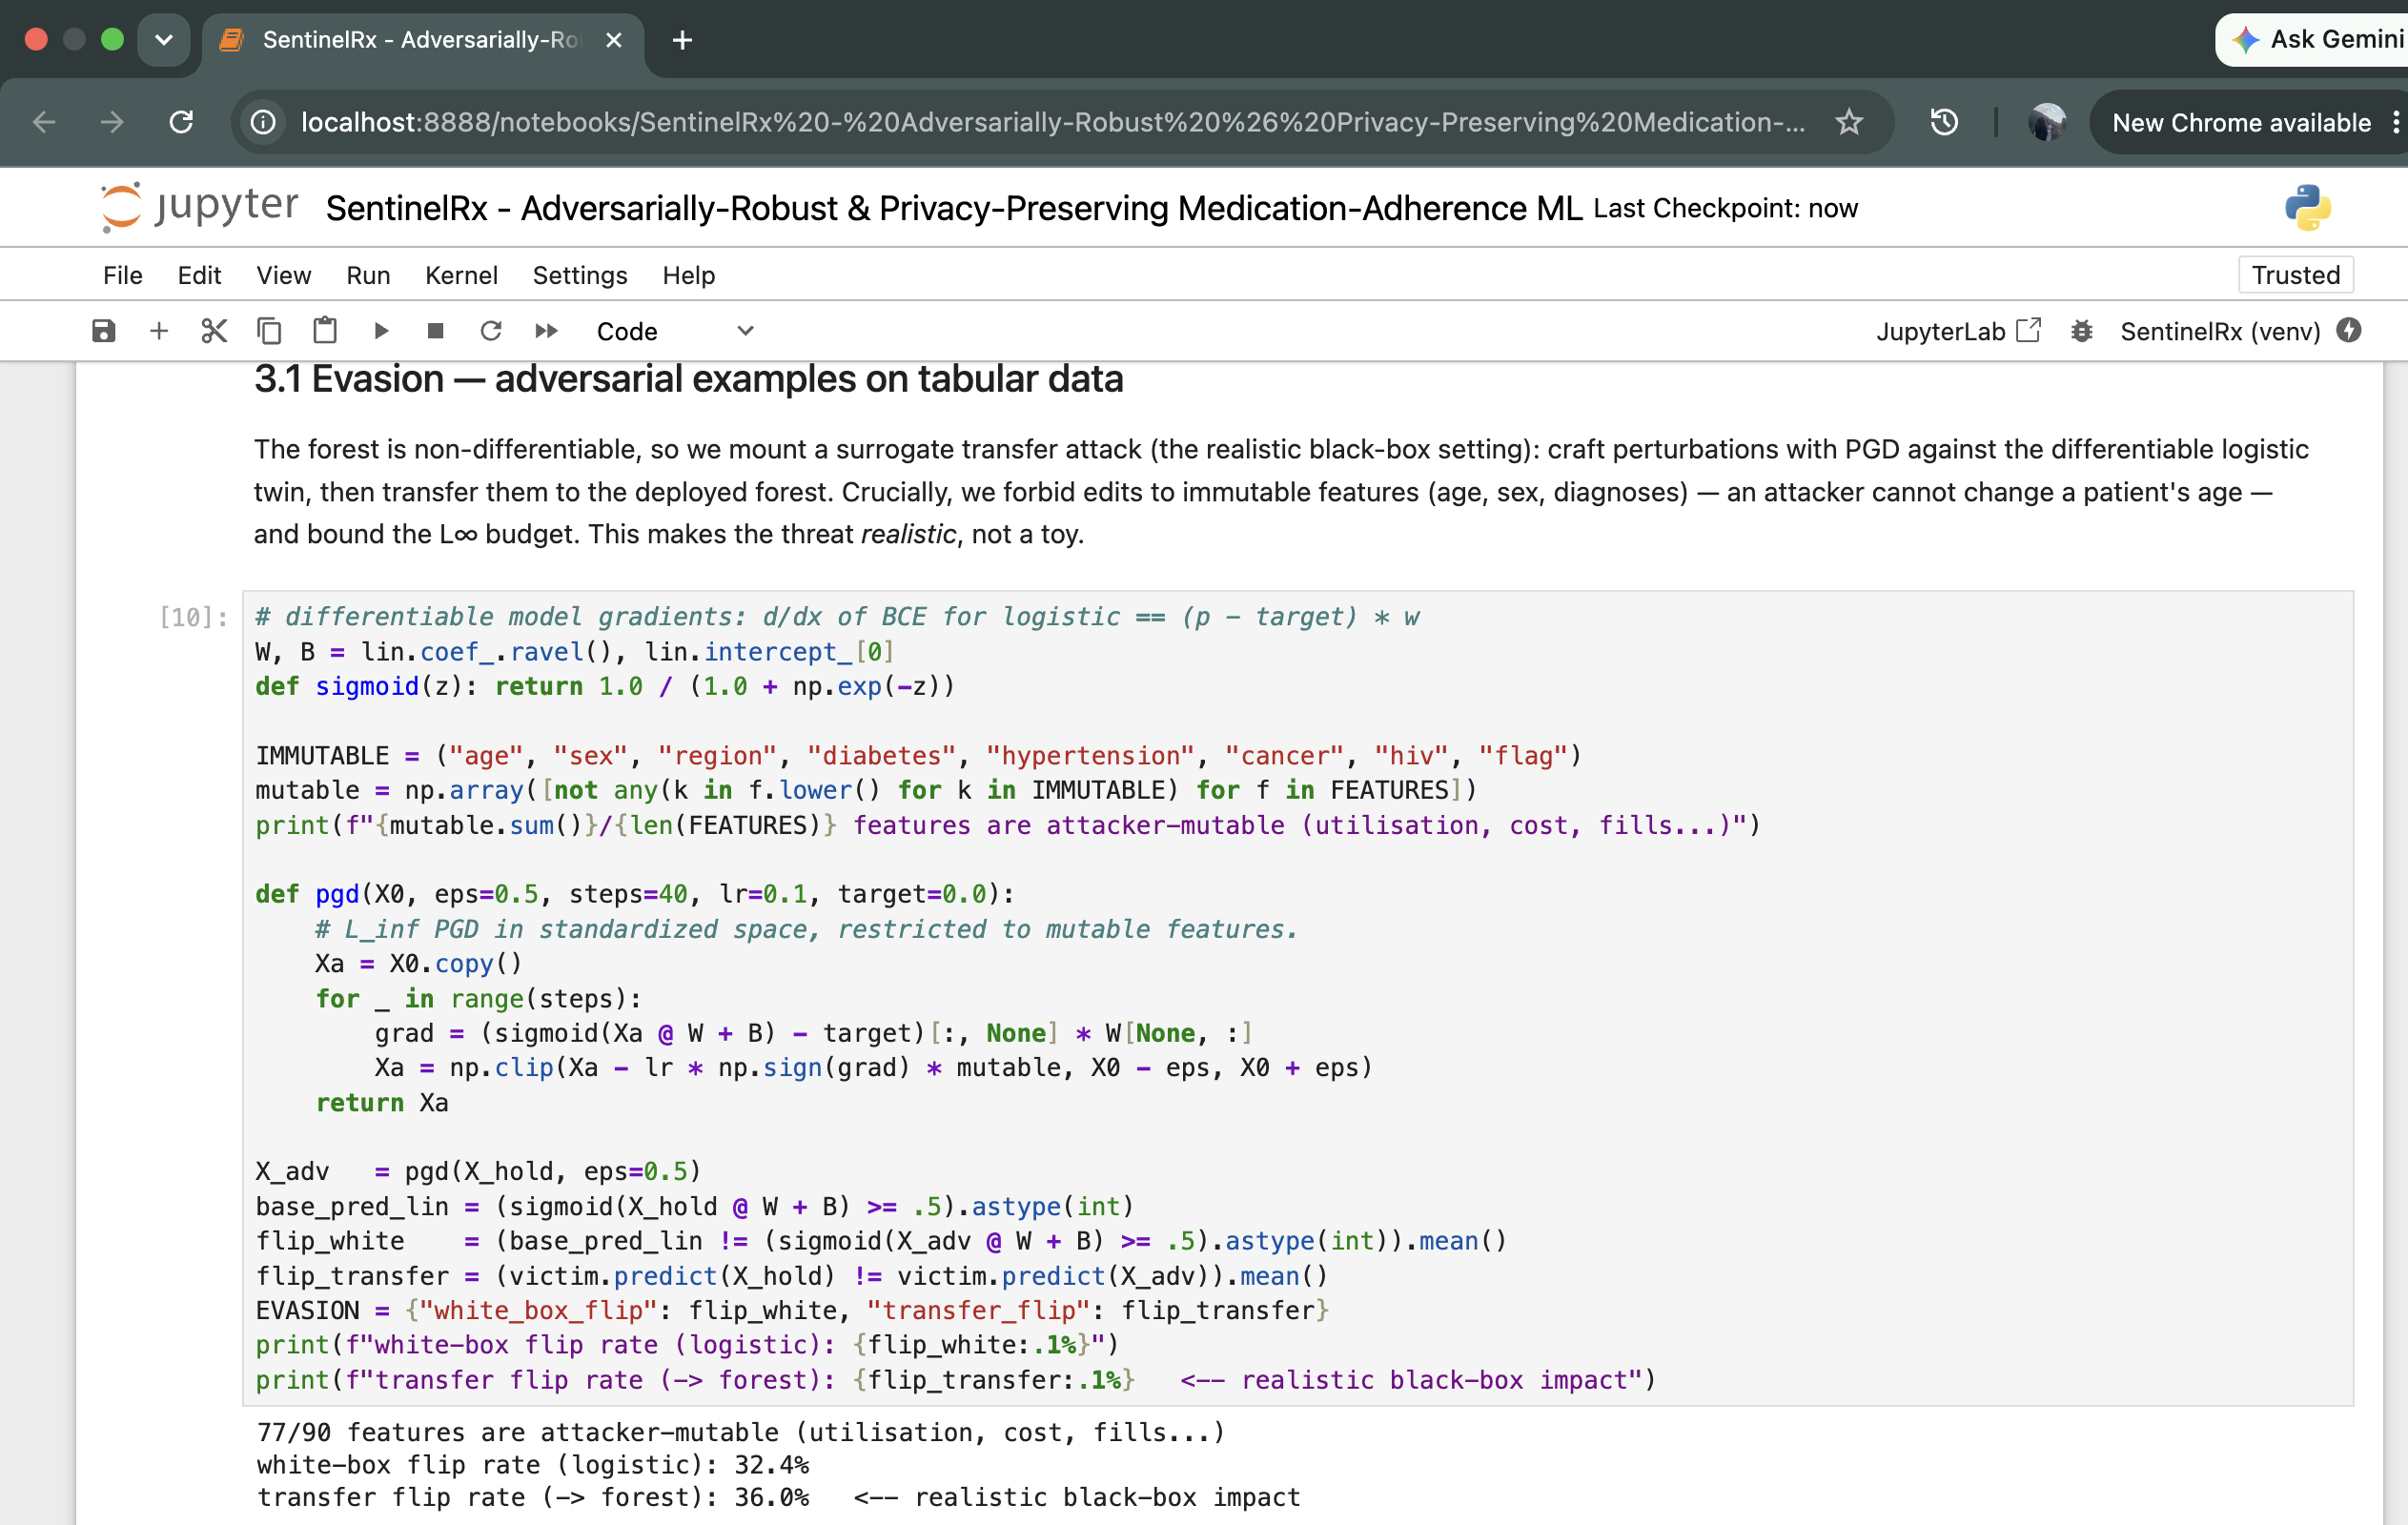 SentinelRx - Adversarially-Ro
Ask Gemini
localhost:8888/notebooks/SentinelRx%20-%20Adversarially-Robust%20%26%20Privacy-Preserving%20Medication-...
New Chrome available
jupyter SentinelRx - Adversarially-Robust & Privacy-Preserving Medication-Adherence ML Last Checkpoint: now
File Edit View Run Kernel Settings Help
Trusted
Code
JupyterLab
SentinelRx (venv)
3.1 Evasion — adversarial examples on tabular data
The forest is non-differentiable, so we mount a surrogate transfer attack (the realistic black-box setting): craft perturbations with PGD against the differentiable logistic
twin, then transfer them to the deployed forest. Crucially, we forbid edits to immutable features (age, sex, diagnoses) — an attacker cannot change a patient's age —
and bound the L∞ budget. This makes the threat realistic, not a toy.
[10]:
# differentiable model gradients: d/dx of BCE for logistic == (p - target) * w
W, B = lin.coef_.ravel(), lin.intercept_[0]
def sigmoid(z): return 1.0 / (1.0 + np.exp(-z))
IMMUTABLE = ("age", "sex", "region", "diabetes", "hypertension", "cancer", "hiv", "flag")
mutable = np.array([not any(k in f.lower() for k in IMMUTABLE) for f in FEATURES])
print(f"{mutable.sum()}/{len(FEATURES)} features are attacker-mutable (utilisation, cost, fills...)")
def pgd(X0, eps=0.5, steps=40, lr=0.1, target=0.0):
    # L_inf PGD in standardized space, restricted to mutable features.
    Xa = X0.copy()
    for _ in range(steps):
        grad = (sigmoid(Xa @ W + B) - target)[:, None] * W[None, :]
        Xa = np.clip(Xa - lr * np.sign(grad) * mutable, X0 - eps, X0 + eps)
    return Xa
X_adv   = pgd(X_hold, eps=0.5)
base_pred_lin = (sigmoid(X_hold @ W + B) >= .5).astype(int)
flip_white    = (base_pred_lin != (sigmoid(X_adv @ W + B) >= .5).astype(int)).mean()
flip_transfer = (victim.predict(X_hold) != victim.predict(X_adv)).mean()
EVASION = {"white_box_flip": flip_white, "transfer_flip": flip_transfer}
print(f"white-box flip rate (logistic): {flip_white:.1%}")
print(f"transfer flip rate (-> forest): {flip_transfer:.1%}   <-- realistic black-box impact")
77/90 features are attacker-mutable (utilisation, cost, fills...)
white-box flip rate (logistic): 32.4%
transfer flip rate (-> forest): 36.0%   <-- realistic black-box impact